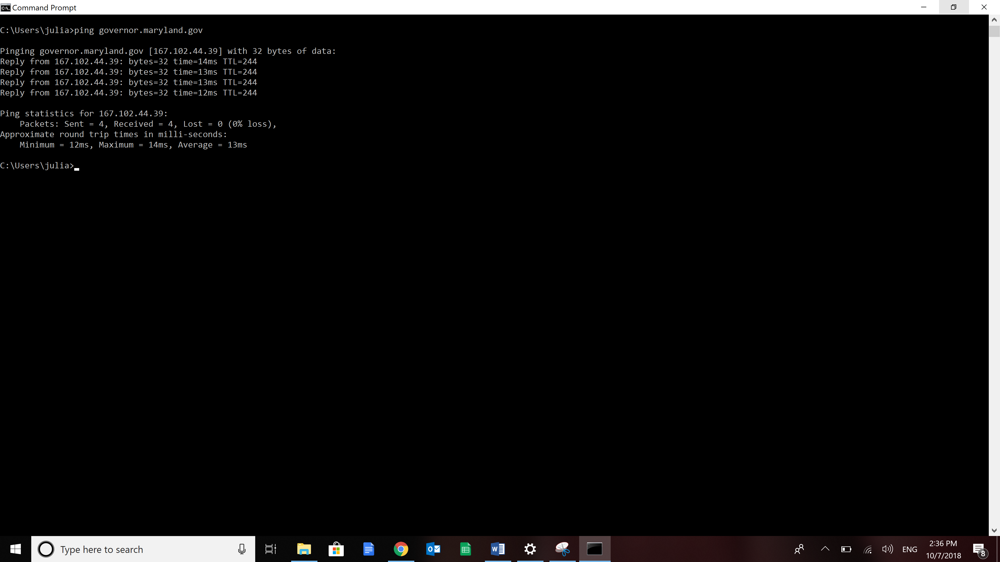 Command Prompt
C:\Users\julia>ping governor.maryland.gov
Pinging governor.maryland.gov [167.102.44.39] with 32 bytes of data:
Reply from 167.102.44.39: bytes=32 time=14ms TTL=244
Reply from 167.102.44.39: bytes=32 time=13ms TTL=244
Reply from 167.102.44.39: bytes=32 time=13ms TTL=244
Reply from 167.102.44.39: bytes=32 time=12ms TTL=244
Ping statistics for 167.102.44.39:
    Packets: Sent = 4, Received = 4, Lost = 0 (0% loss),
Approximate round trip times in milli-seconds:
    Minimum = 12ms, Maximum = 14ms, Average = 13ms
C:\Users\julia>
Type here to search
ENG
2:36 PM
10/7/2018
8